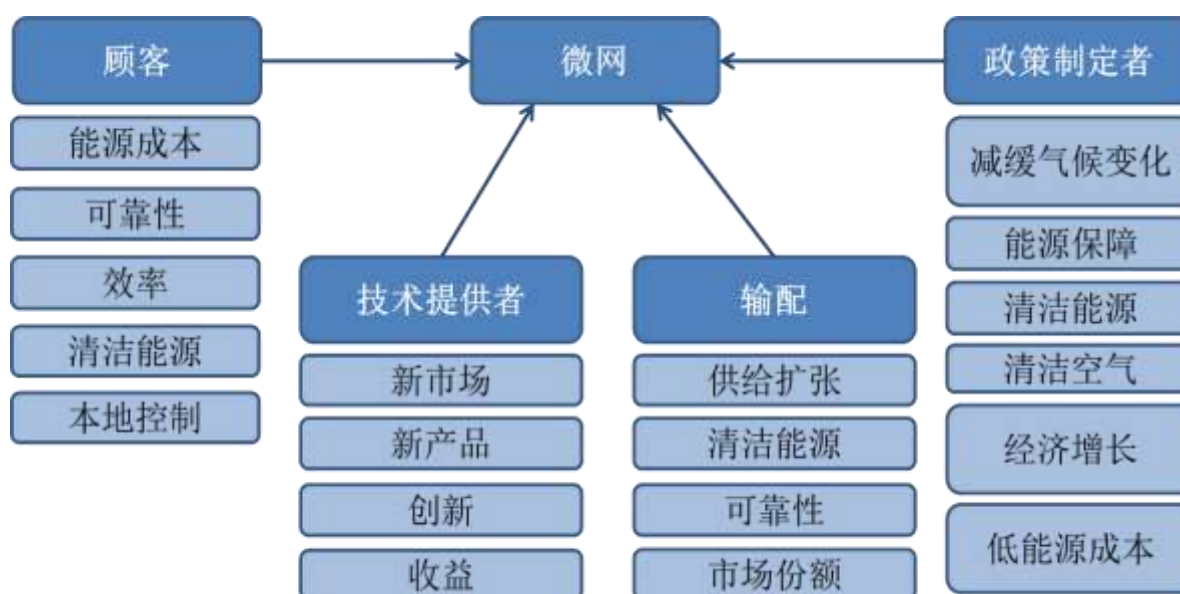 顾客
微网
政策制定者
能源成本
可靠性
效率
清洁能源
本地控制
技术提供者
新市场
新产品
创新
收益
输配
供给扩张
清洁能源
可靠性
市场份额
减缓气候变化
能源保障
清洁能源
清洁空气
经济增长
低能源成本